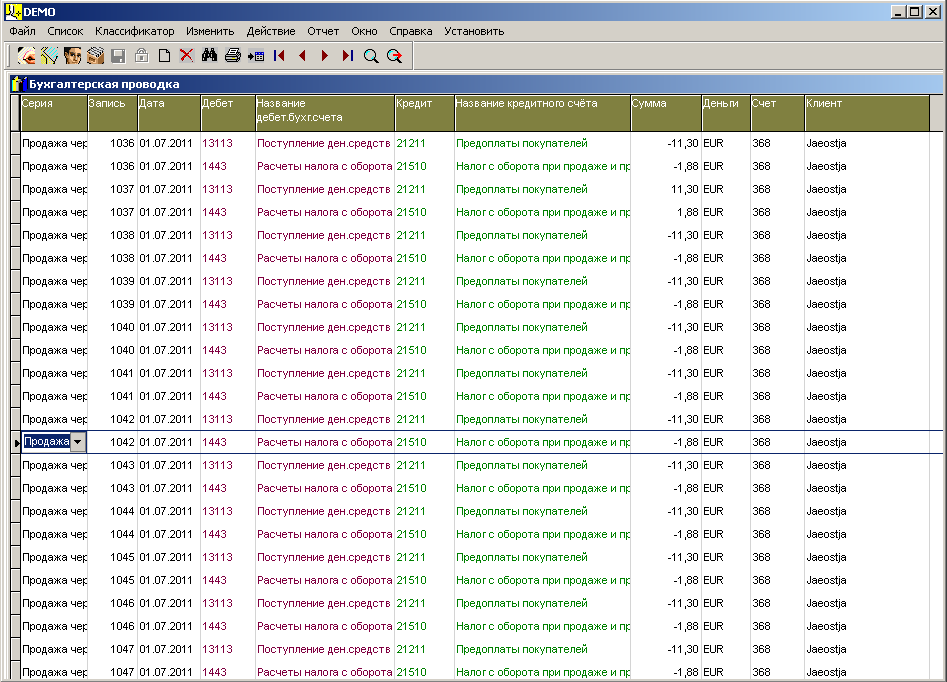 DEMO
Файл Список Классификатор Изменить Действие Отчет Окно Справка Установить
Бухгалтерская проводка
Серия Запись Дата Дебет Название Кредит Название кредитного счёта Сумма Деньги Счет Клиент
дебет.бухг.счета
Продажа чер 1036 01.07.2011 13113 Поступление ден.средств 21211 Предоплаты покупателей -11,30 EUR 368 Jaeostja
Продажа чер 1036 01.07.2011 1443 Расчеты налога с оборота 21510 Налог с оборота при продаже и пр -1,88 EUR 368 Jaeostja
Продажа чер 1037 01.07.2011 13113 Поступление ден.средств 21211 Предоплаты покупателей 11,30 EUR 368 Jaeostja
Продажа чер 1037 01.07.2011 1443 Расчеты налога с оборота 21510 Налог с оборота при продаже и пр 1,88 EUR 368 Jaeostja
Продажа чер 1038 01.07.2011 13113 Поступление ден.средств 21211 Предоплаты покупателей -11,30 EUR 368 Jaeostja
Продажа чер 1038 01.07.2011 1443 Расчеты налога с оборота 21510 Налог с оборота при продаже и пр -1,88 EUR 368 Jaeostja
Продажа чер 1039 01.07.2011 13113 Поступление ден.средств 21211 Предоплаты покупателей -11,30 EUR 368 Jaeostja
Продажа чер 1039 01.07.2011 1443 Расчеты налога с оборота 21510 Налог с оборота при продаже и пр -1,88 EUR 368 Jaeostja
Продажа чер 1040 01.07.2011 13113 Поступление ден.средств 21211 Предоплаты покупателей -11,30 EUR 368 Jaeostja
Продажа чер 1040 01.07.2011 1443 Расчеты налога с оборота 21510 Налог с оборота при продаже и пр -1,88 EUR 368 Jaeostja
Продажа чер 1041 01.07.2011 13113 Поступление ден.средств 21211 Предоплаты покупателей -11,30 EUR 368 Jaeostja
Продажа чер 1041 01.07.2011 1443 Расчеты налога с оборота 21510 Налог с оборота при продаже и пр -1,88 EUR 368 Jaeostja
Продажа чер 1042 01.07.2011 13113 Поступление ден.средств 21211 Предоплаты покупателей -11,30 EUR 368 Jaeostja
Продажа 1042 01.07.2011 1443 Расчеты налога с оборота 21510 Налог с оборота при продаже и пр -1,88 EUR 368 Jaeostja
Продажа чер 1043 01.07.2011 13113 Поступление ден.средств 21211 Предоплаты покупателей -11,30 EUR 368 Jaeostja
Продажа чер 1043 01.07.2011 1443 Расчеты налога с оборота 21510 Налог с оборота при продаже и пр -1,88 EUR 368 Jaeostja
Продажа чер 1044 01.07.2011 13113 Поступление ден.средств 21211 Предоплаты покупателей -11,30 EUR 368 Jaeostja
Продажа чер 1044 01.07.2011 1443 Расчеты налога с оборота 21510 Налог с оборота при продаже и пр -1,88 EUR 368 Jaeostja
Продажа чер 1045 01.07.2011 13113 Поступление ден.средств 21211 Предоплаты покупателей -11,30 EUR 368 Jaeostja
Продажа чер 1045 01.07.2011 1443 Расчеты налога с оборота 21510 Налог с оборота при продаже и пр -1,88 EUR 368 Jaeostja
Продажа чер 1046 01.07.2011 13113 Поступление ден.средств 21211 Предоплаты покупателей -11,30 EUR 368 Jaeostja
Продажа чер 1046 01.07.2011 1443 Расчеты налога с оборота 21510 Налог с оборота при продаже и пр -1,88 EUR 368 Jaeostja
Продажа чер 1047 01.07.2011 13113 Поступление ден.средств 21211 Предоплаты покупателей -11,30 EUR 368 Jaeostja
Продажа чер 1047 01.07.2011 1443 Расчеты налога с оборота 21510 Налог с оборота при продаже и пр -1,88 EUR 368 Jaeostja